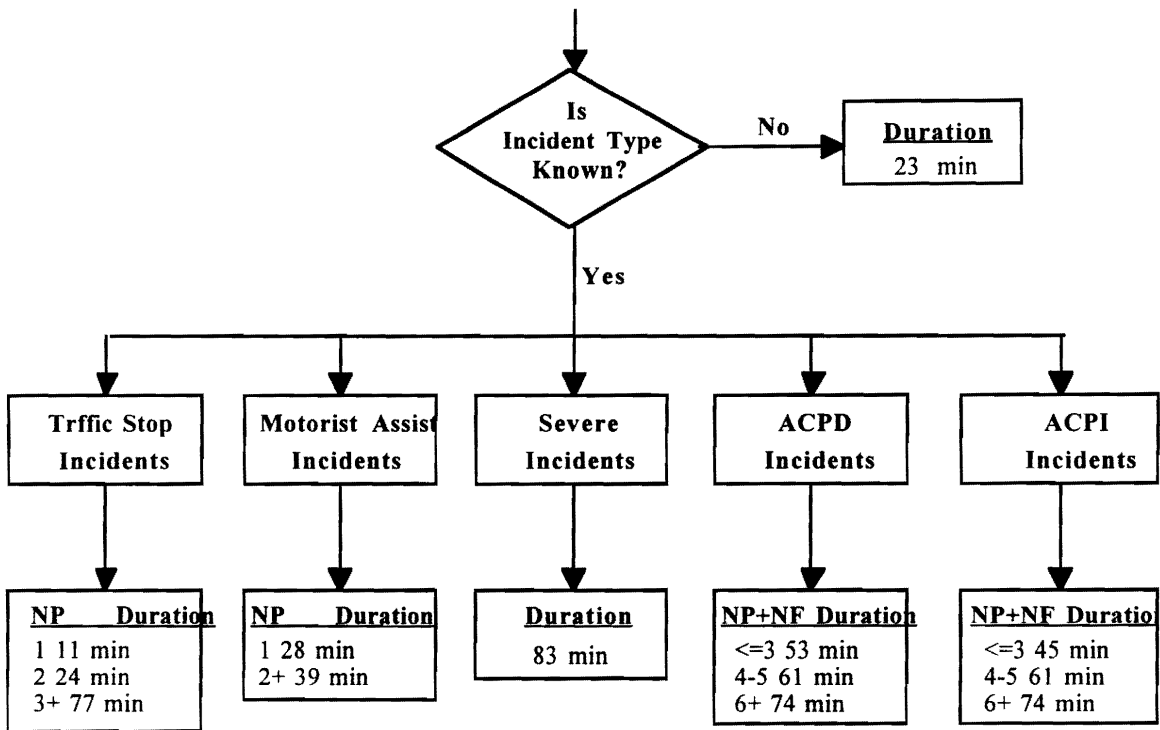 Is
Incident Type
Known?
No
Duration
23 min
Yes
Trffic Stop
Incidents
Motorist Assist
Incidents
Severe
Incidents
ACPD
Incidents
ACPI
Incidents
NP Duration
1 11 min
2 24 min
3+ 77 min
NP Duration
1 28 min
2+ 39 min
Duration
83 min
NP+NF Duration
<=3 53 min
4-5 61 min
6+ 74 min
NP+NF Duration
<=3 45 min
4-5 61 min
6+ 74 min